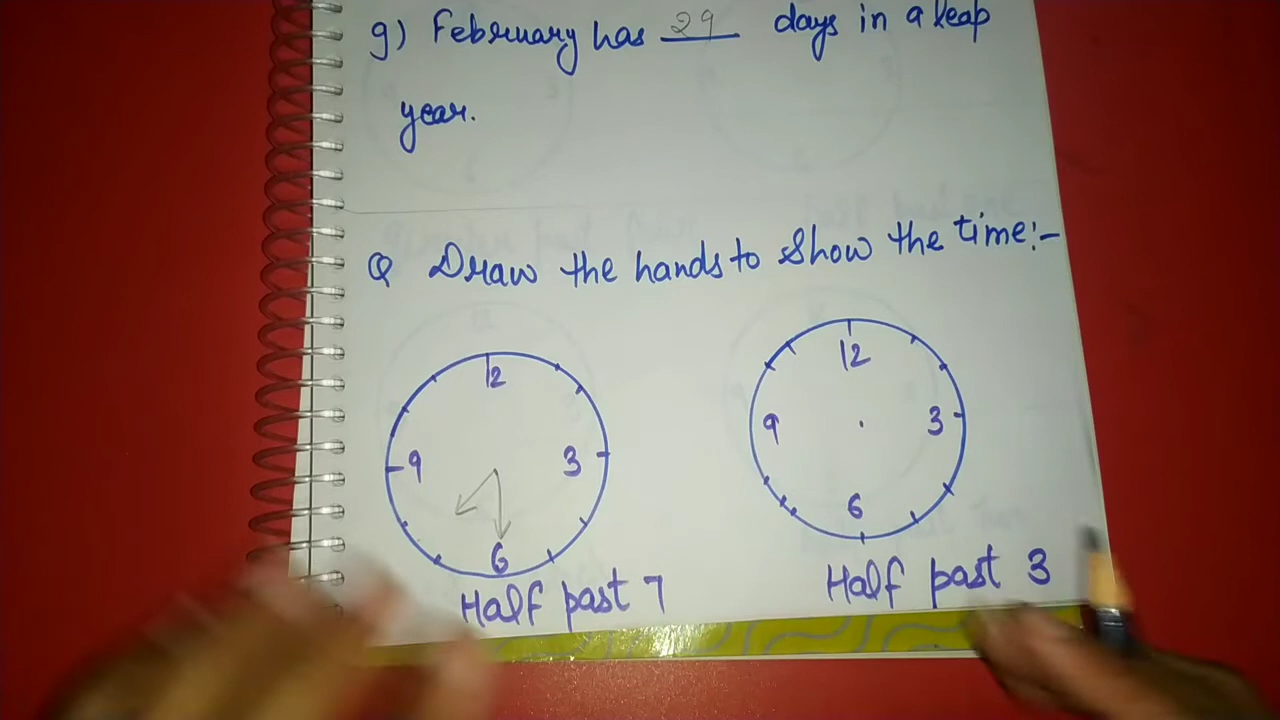 g) February has 29 days in a leap
year.
Q Draw the hands to Show the time:-
12
9 3
6
Half past 7
12
9 3
6
Half past 3